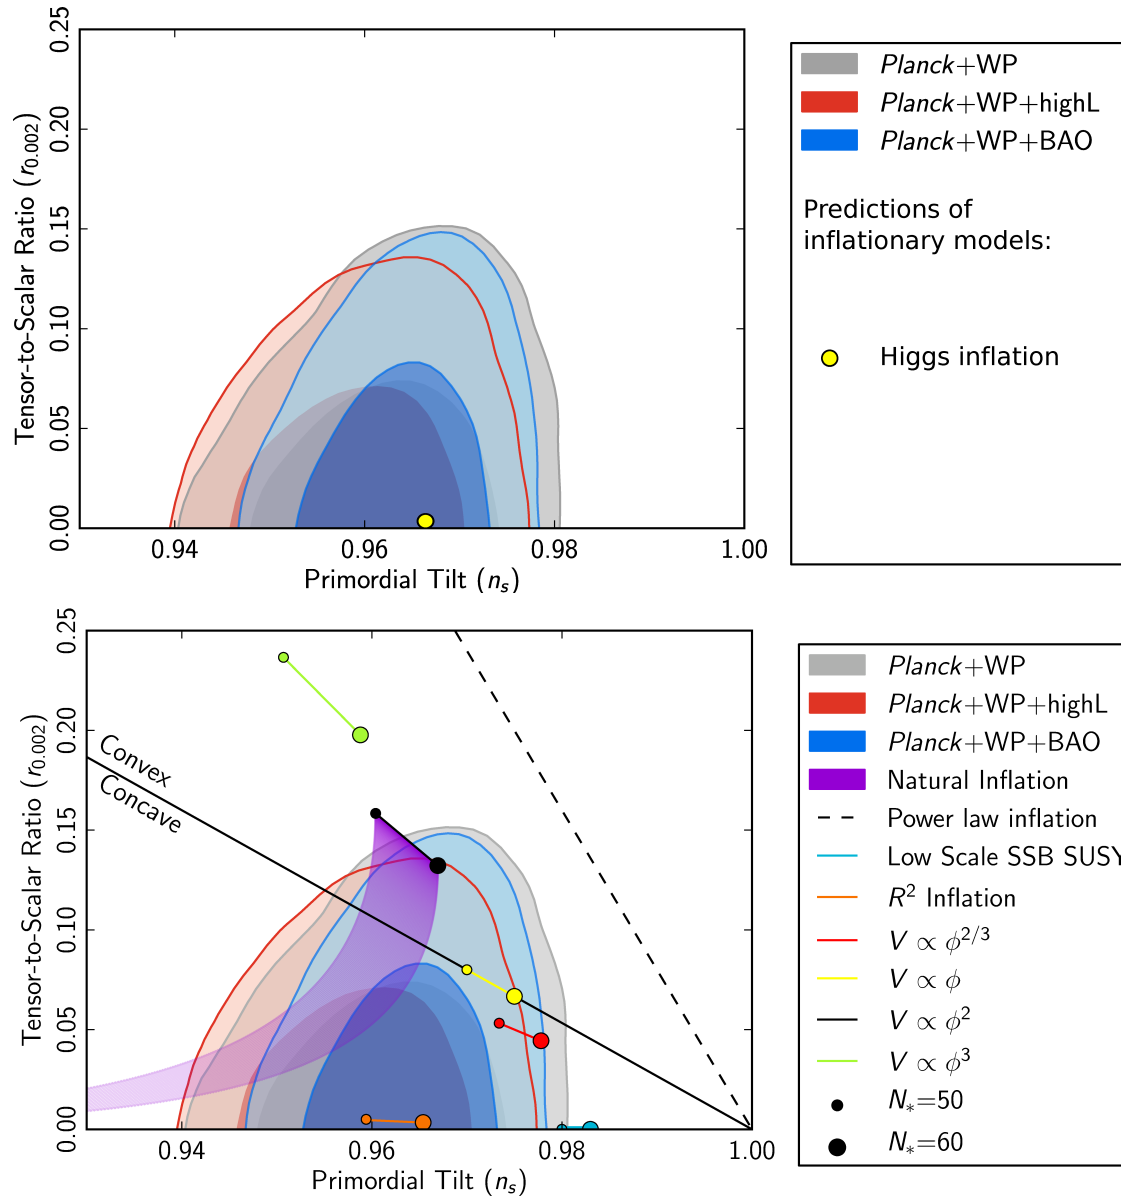 0.25
0.20
0.15
0.10
0.05
0.00
Tensor-to-Scalar Ratio (r0.002)
0.94 0.96 0.98 1.00
Primordial Tilt (ns)
Planck+WP
Planck+WP+highL
Planck+WP+BAO
Predictions of
inflationary models:
Higgs inflation
0.25
0.20
0.15
0.10
0.05
0.00
Tensor-to-Scalar Ratio (r0.002)
Convex
Concave
0.94 0.96 0.98 1.00
Primordial Tilt (ns)
Planck+WP
Planck+WP+highL
Planck+WP+BAO
Natural Inflation
Power law inflation
Low Scale SSB SUSY
R² Inflation
V ∝ φ^2/3
V ∝ φ
V ∝ φ²
V ∝ φ³
N*=50
N*=60